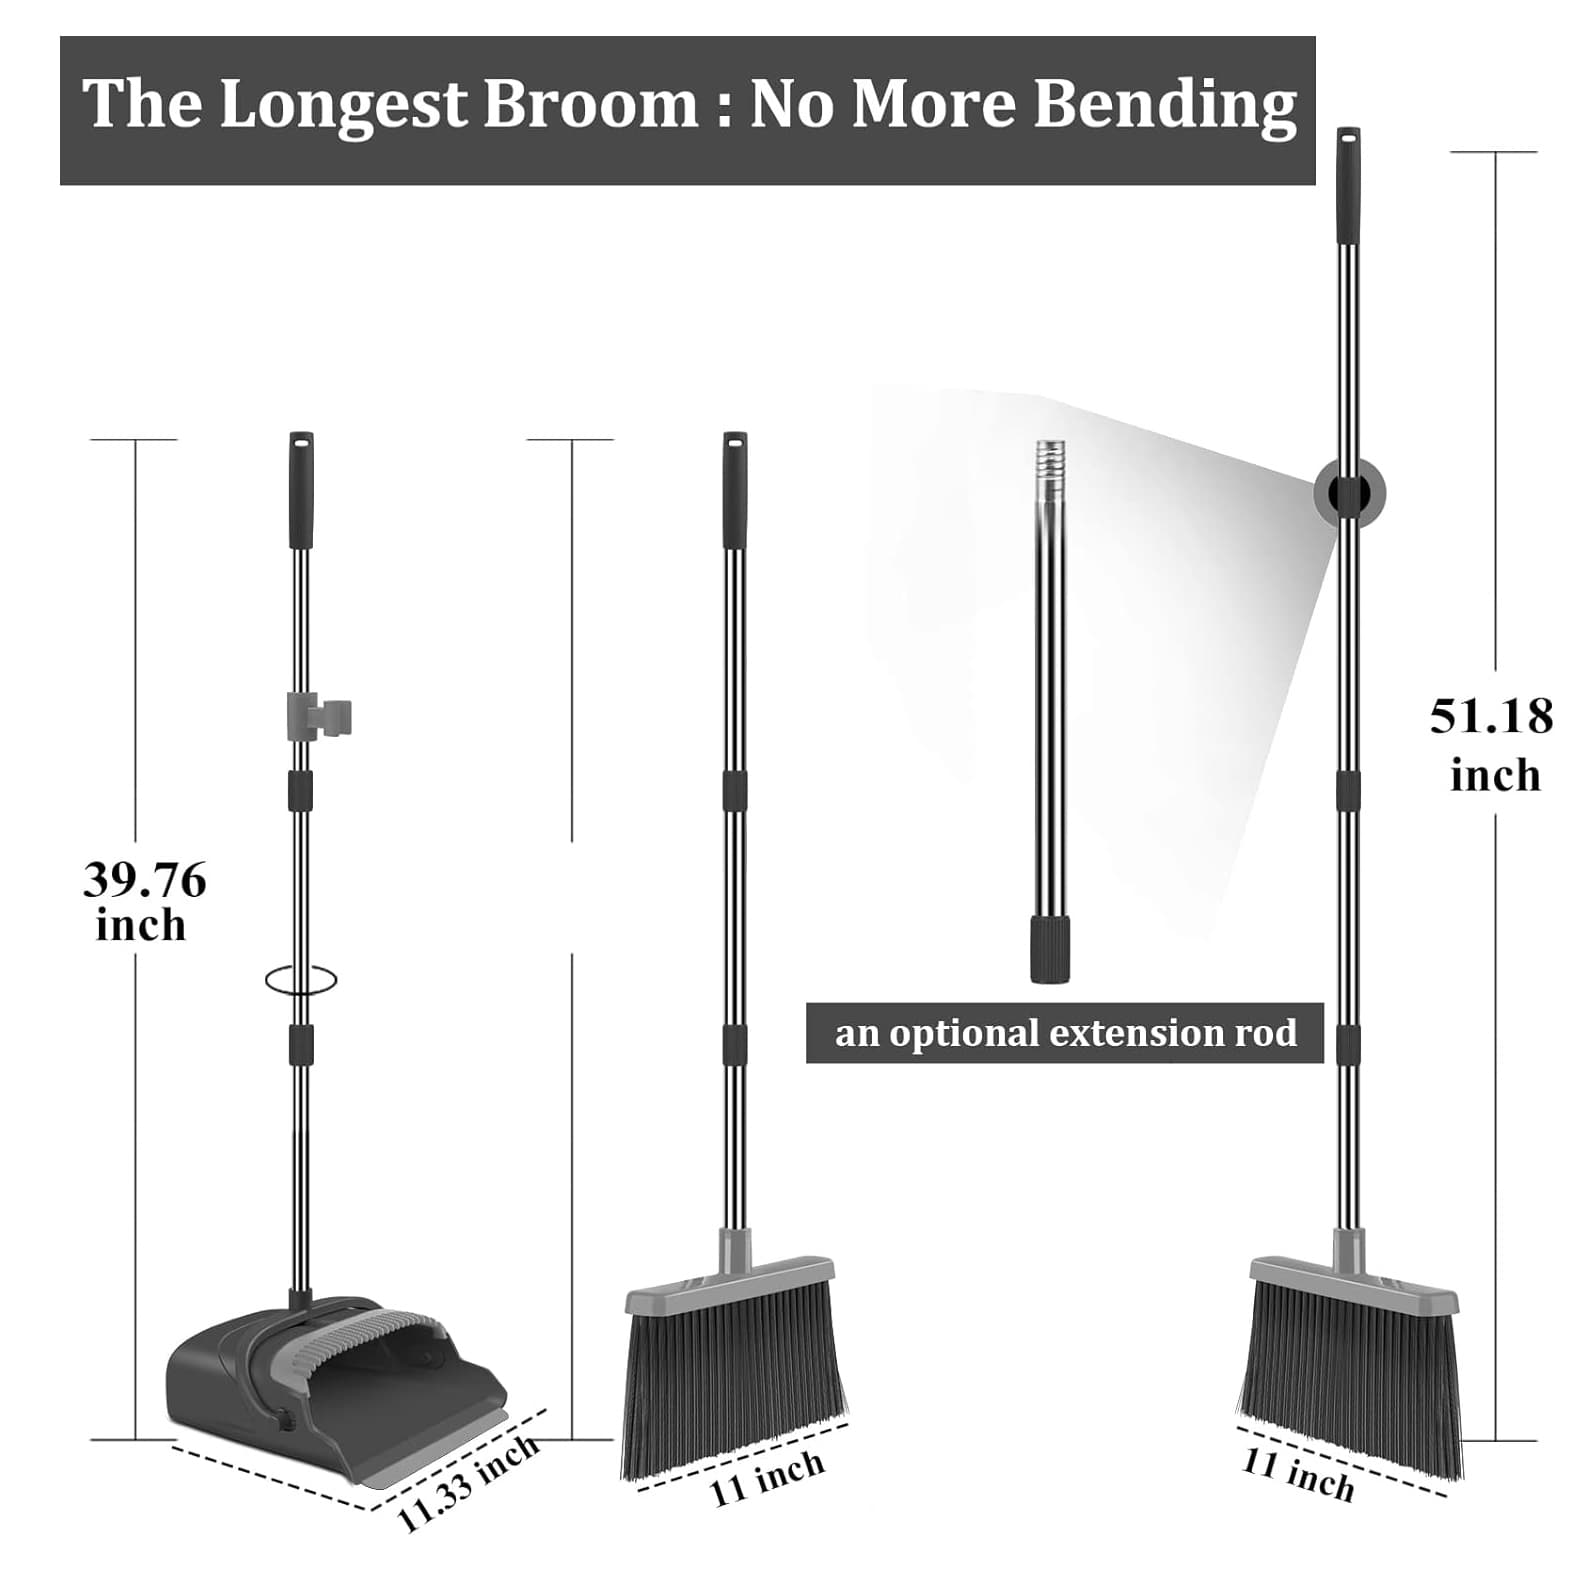 The Longest Broom : No More Bending
39.76
inch
51.18
inch
an optional extension rod
11.33 inch
11 inch
11 inch